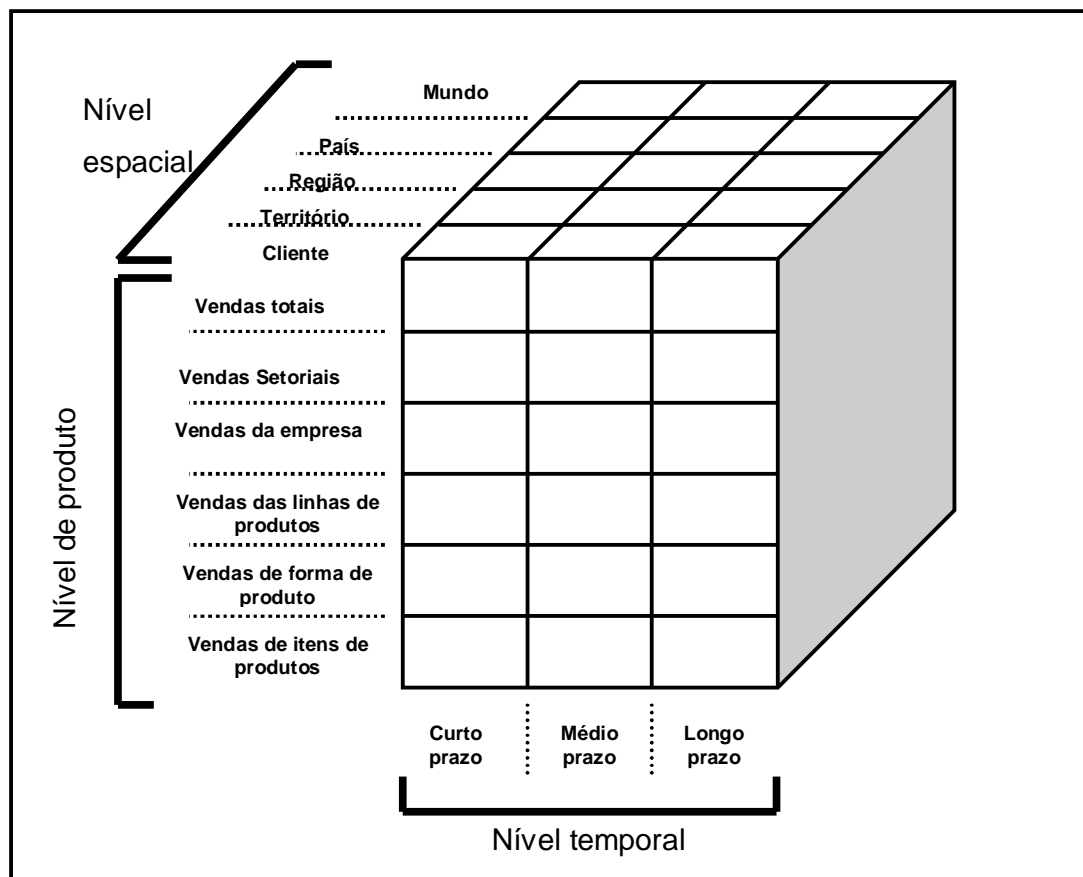 Nível
espacial
Mundo
País
Região
Território
Cliente
Nível de produto
Vendas totais
Vendas Setoriais
Vendas da empresa
Vendas das linhas de
produtos
Vendas de forma de
produto
Vendas de itens de
produtos
Curto
prazo
Médio
prazo
Longo
prazo
Nível temporal